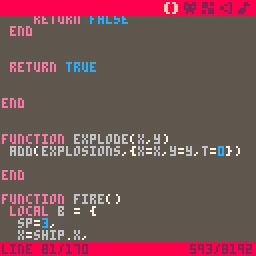 RETURN FALSE
END
RETURN TRUE
END
FUNCTION EXPLODE(X,Y)
ADD(EXPLOSIONS,{X=X,Y=Y,T=0})
END
FUNCTION FIRE()
LOCAL B = {
SP=3,
X=SHIP.X,
LINE 81/170 593/8192